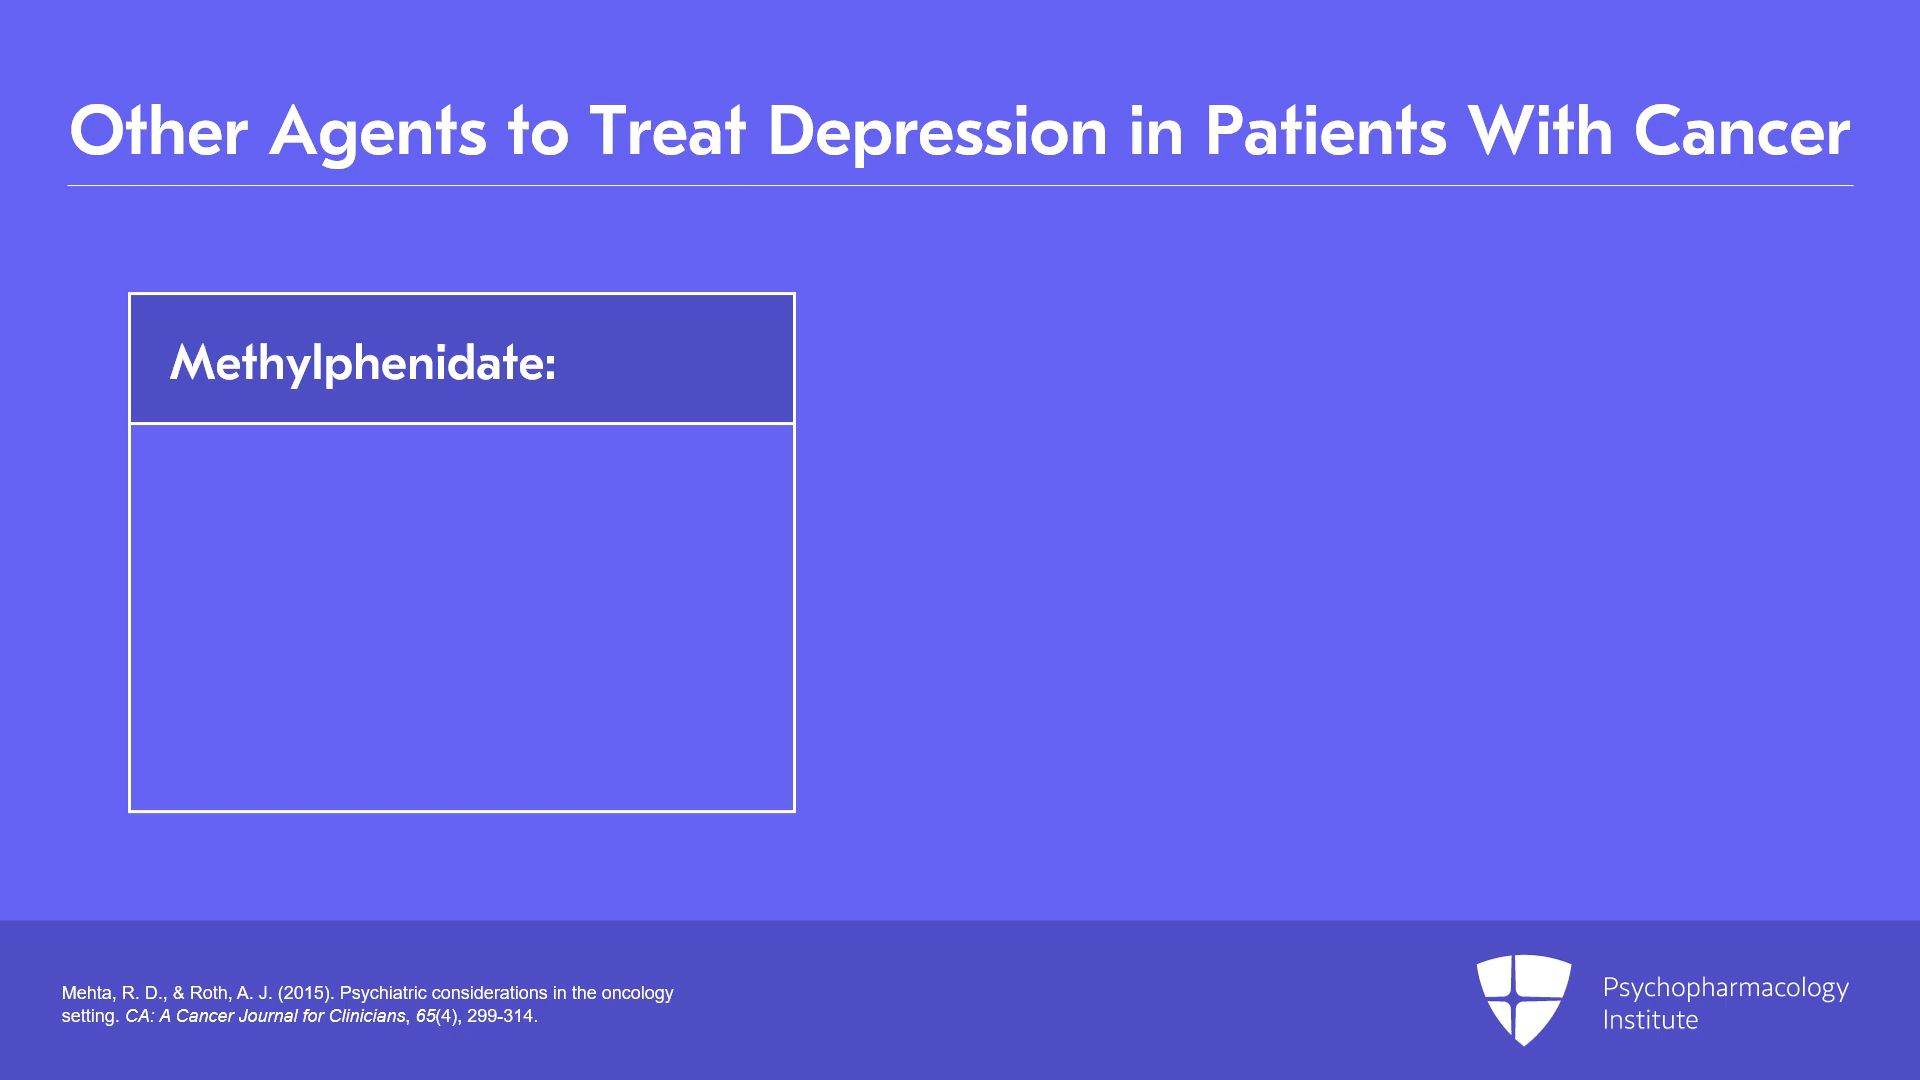 Other Agents to Treat Depression in Patients With Cancer
Methylphenidate:
Mehta, R. D., & Roth, A. J. (2015). Psychiatric considerations in the oncology
setting. CA: A Cancer Journal for Clinicians, 65(4), 299-314.
Psychopharmacology
Institute